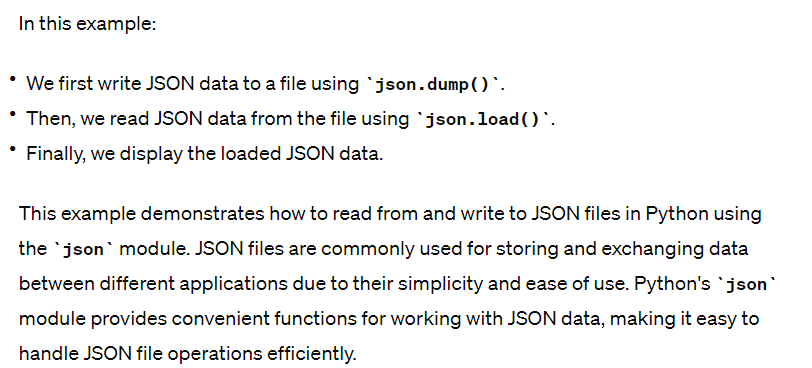 In this example:
• We first write JSON data to a file using `json.dump()`.
• Then, we read JSON data from the file using `json.load()`.
• Finally, we display the loaded JSON data.
This example demonstrates how to read from and write to JSON files in Python using
the `json` module. JSON files are commonly used for storing and exchanging data
between different applications due to their simplicity and ease of use. Python's `json`
module provides convenient functions for working with JSON data, making it easy to
handle JSON file operations efficiently.